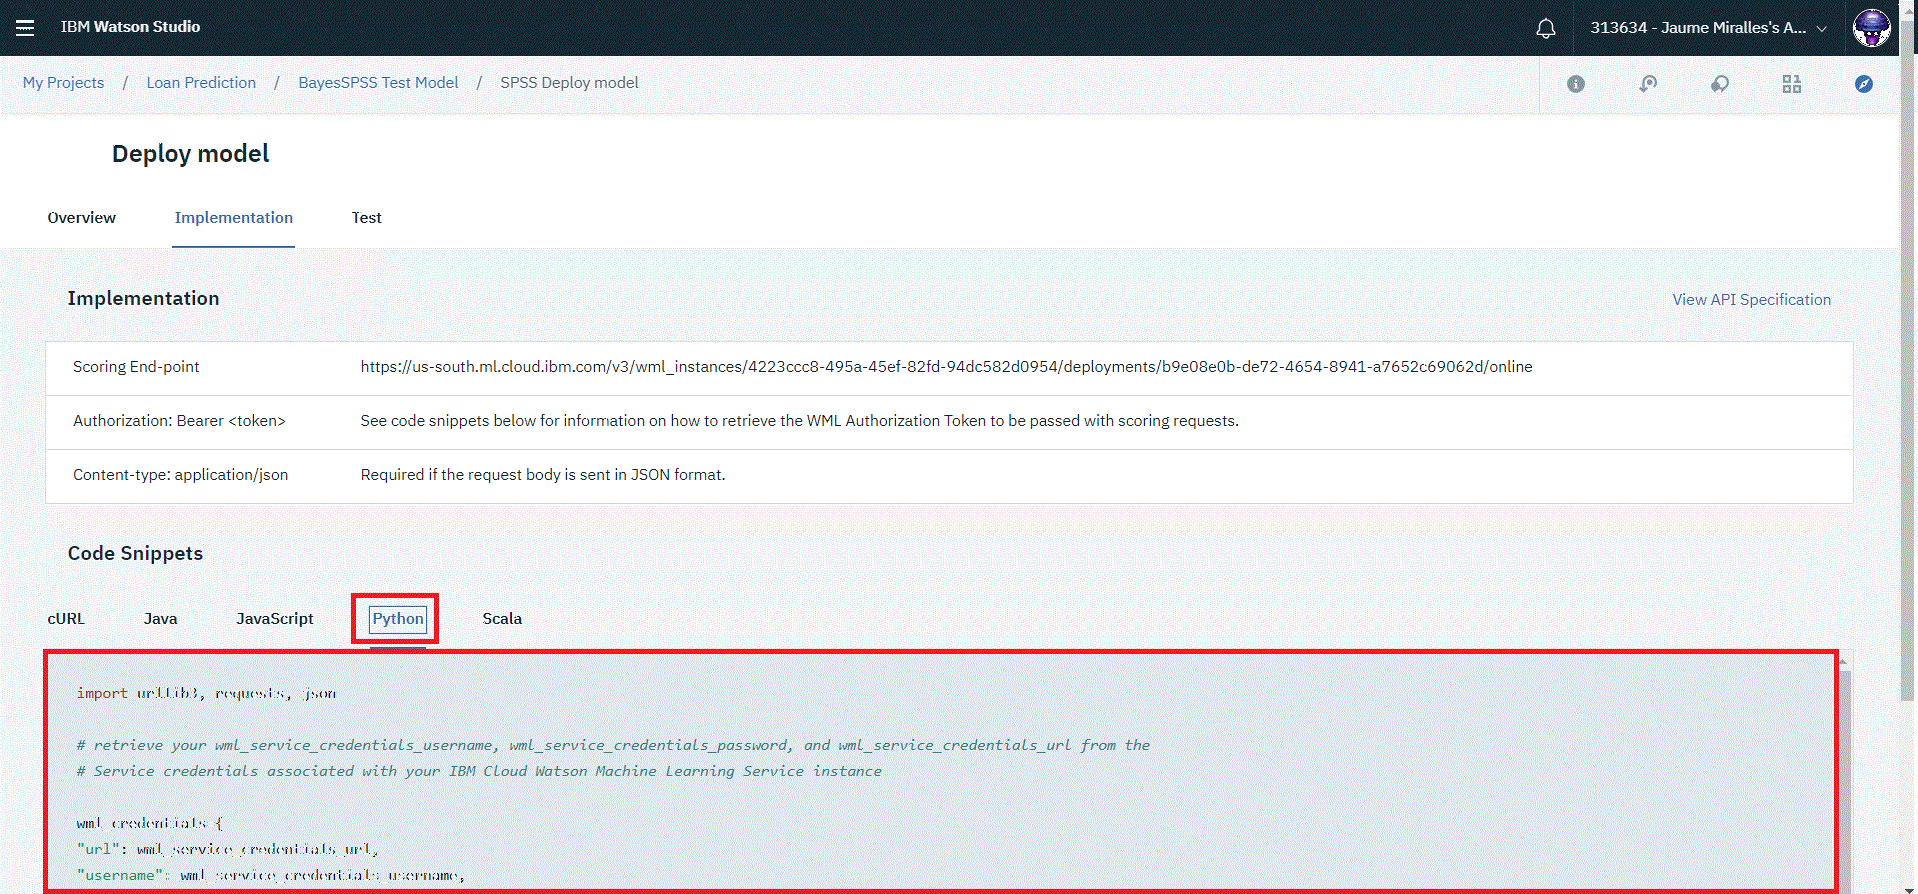 IBM Watson Studio
313634 - Jaume Miralles's A...
My Projects / Loan Prediction / BayesSPSS Test Model / SPSS Deploy model
Deploy model
Overview Implementation Test
Implementation
View API Specification
Scoring End-point https://us-south.ml.cloud.ibm.com/v3/wml_instances/4223ccc8-495a-45ef-82fd-94dc582d0954/deployments/b9e08e0b-de72-4654-8941-a7652c69062d/online
Authorization: Bearer <token> See code snippets below for information on how to retrieve the WML Authorization Token to be passed with scoring requests.
Content-type: application/json Required if the request body is sent in JSON format.
Code Snippets
cURL Java JavaScript Python Scala
import urllib3, requests, json
# retrieve your wml_service_credentials_username, wml_service_credentials_password, and wml_service_credentials_url from the
# Service credentials associated with your IBM Cloud Watson Machine Learning Service instance
wml_credentials={
"url": wml_service_credentials_url,
"username": wml_service_credentials_username,